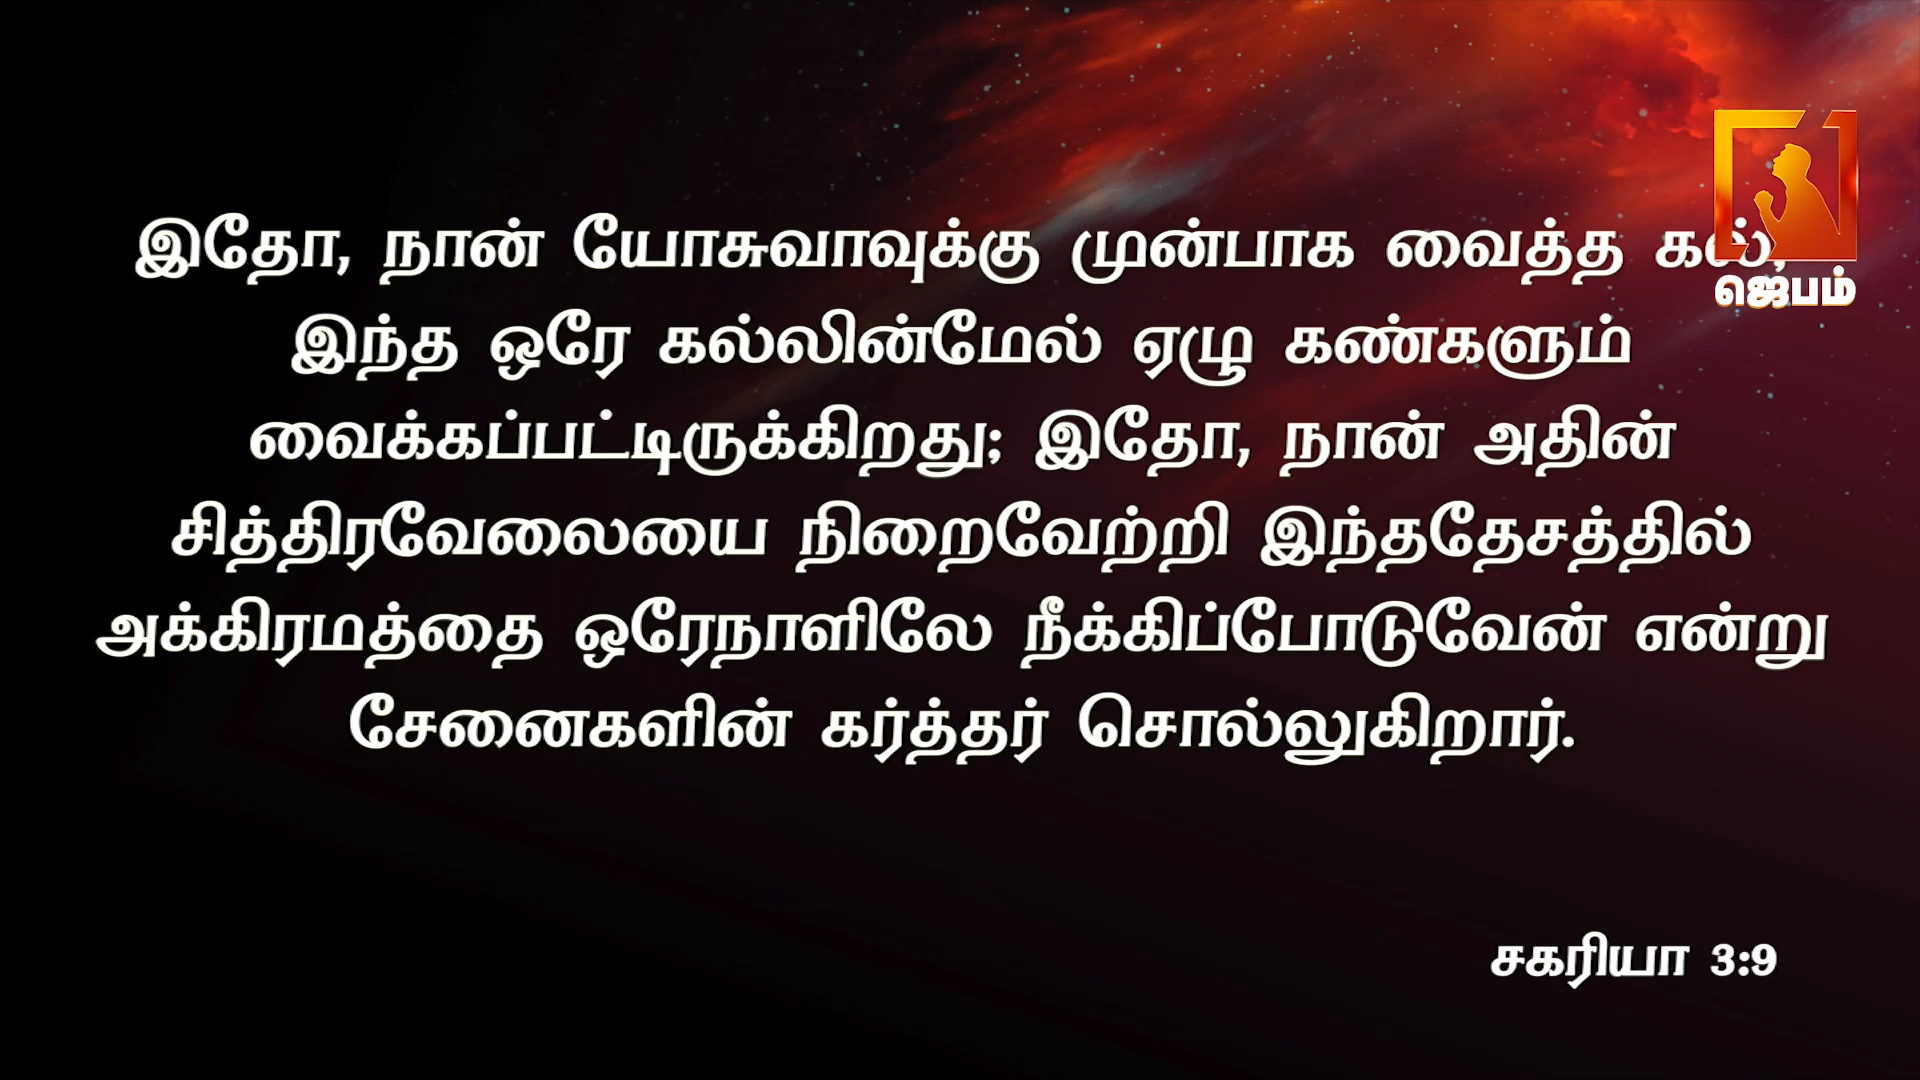 இதோ, நான் யோசுவாவுக்கு முன்பாக வைத்த கல்,
இந்த ஒரே கல்லின்மேல் ஏழு கண்களும்
வைக்கப்பட்டிருக்கிறது; இதோ, நான் அதின்
சித்திரவேலையை நிறைவேற்றி இந்ததேசத்தில்
அக்கிரமத்தை ஒரேநாளிலே நீக்கிப்போடுவேன் என்று
சேனைகளின் கர்த்தர் சொல்லுகிறார்.
ஜெபம்
சகரியா 3:9